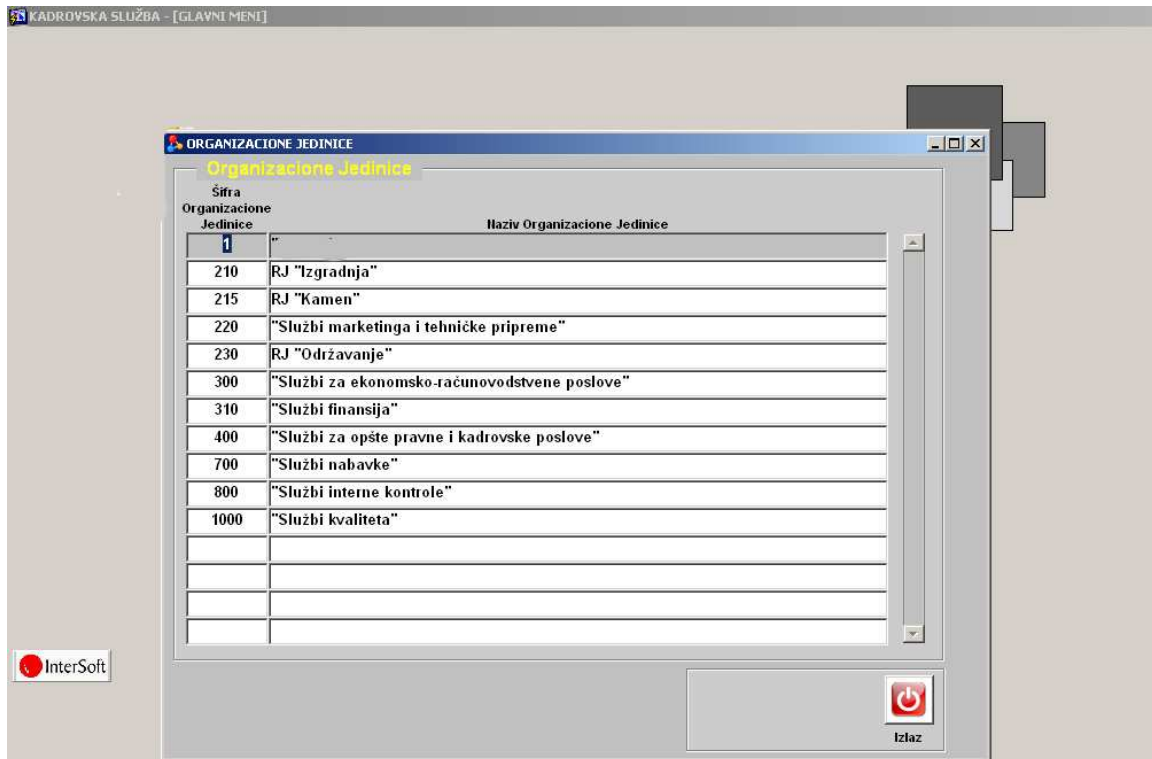 KADROVSKA SLUŽBA - [GLAVNI MENI]
ORGANIZACIONE JEDINICE
Organizacione Jedinice
Šifra
Organizacione
Jedinice Naziv Organizacione Jedinice
1 "
210 RJ "Izgradnja"
215 RJ "Kamen"
220 "Službi marketinga i tehničke pripreme"
230 RJ "Održavanje"
300 "Službi za ekonomsko-računovodstvene poslove"
310 "Službi finansija"
400 "Službi za opšte pravne i kadrovske poslove"
700 "Službi nabavke"
800 "Službi interne kontrole"
1000 "Službi kvaliteta"
InterSoft
Izlaz